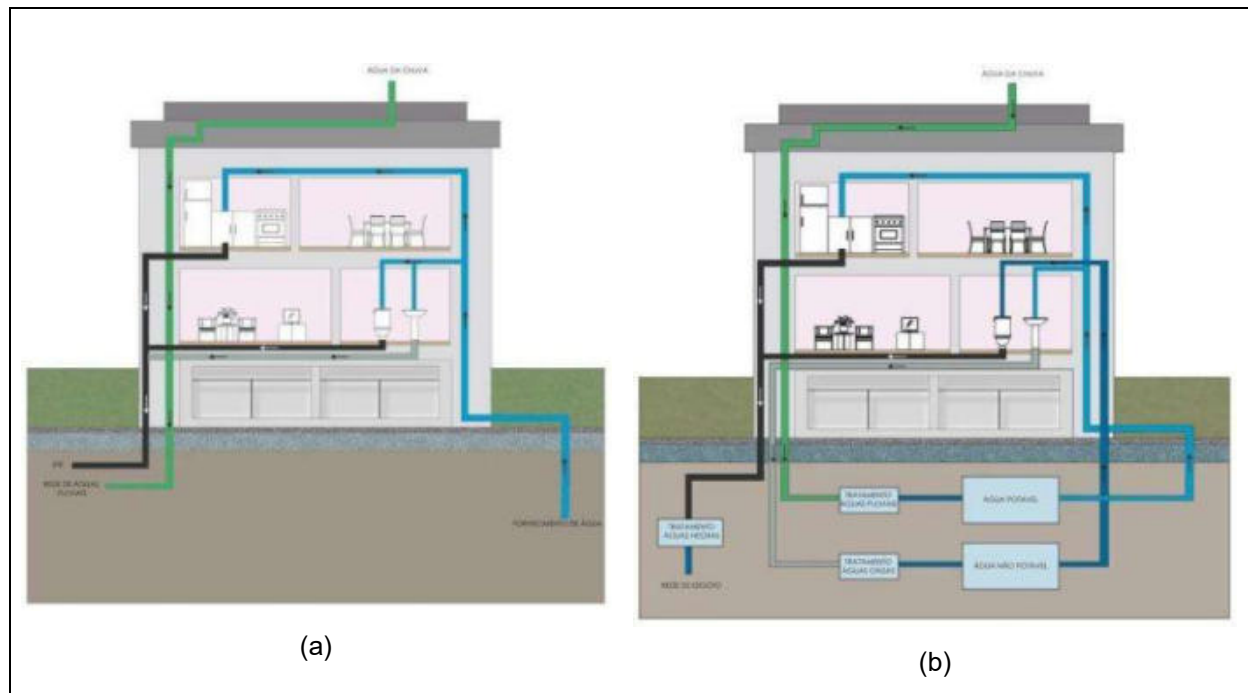 ÁGUA DA CHUVA
ETE
REDE DE ÁGUAS
PLUVIAIS
FORNECIMENTO DE ÁGUA
(a)
ÁGUA DA CHUVA
TRATAMENTO
ÁGUAS PLUVIAIS
ÁGUA POTÁVEL
TRATAMENTO
ÁGUAS NEGRAS
TRATAMENTO
ÁGUAS CINZAS
ÁGUA NÃO POTÁVEL
REDE DE ESGOTO
(b)